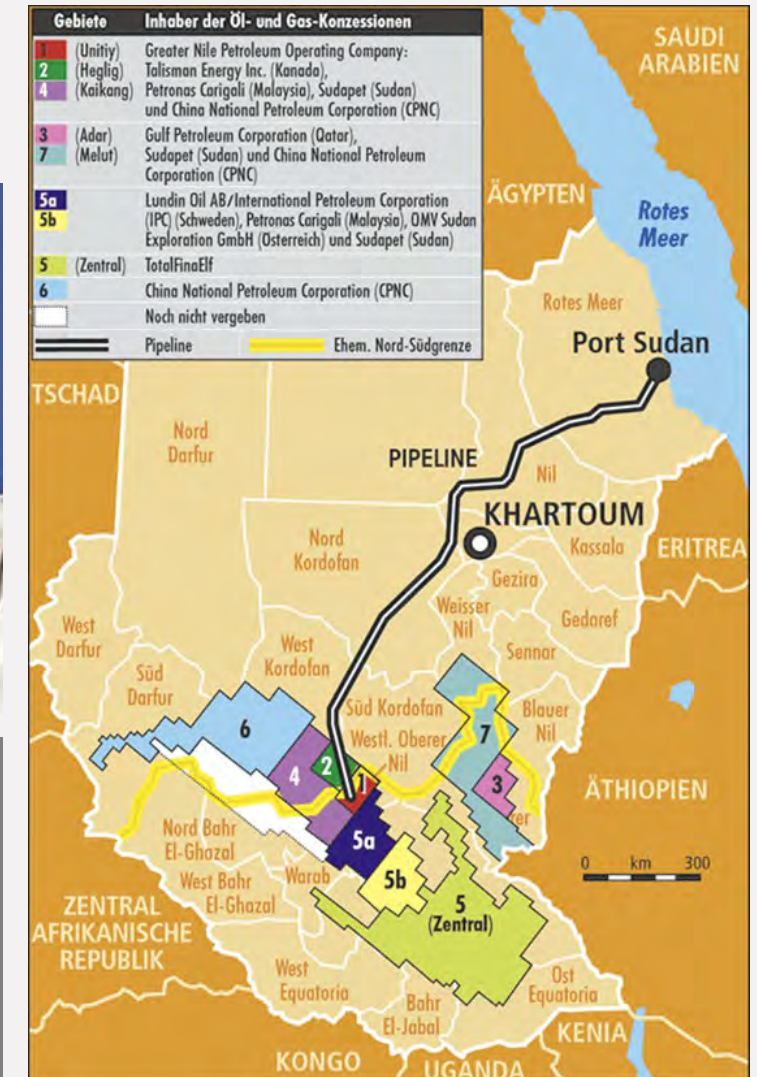 Gebiete Inhaber der Öl- und Gas-Konzessionen
1 (Unitiy) Greater Nile Petroleum Operating Company:
2 (Heglig) Talisman Energy Inc. (Kanada),
4 (Kaikang) Petronas Carigali (Malaysia), Sudapet (Sudan)
und China National Petroleum Corporation (CPNC)
3 (Adar) Gulf Petroleum Corporation (Qatar),
7 (Melut) Sudapet (Sudan) und China National Petroleum
Corporation (CPNC)
5a Lundin Oil AB/International Petroleum Corporation
5b (IPC) (Schweden), Petronas Carigali (Malaysia), OMV Sudan
Exploration GmbH (Österreich) und Sudapet (Sudan)
5 (Zentral) TotalFinaElf
6 China National Petroleum Corporation (CPNC)
Noch nicht vergeben
Pipeline Ehem. Nord-Südgrenze
SAUDI
ARABIEN
ÄGYPTEN
Rotes
Meer
Rotes Meer
Port Sudan
TSCHAD
Nord
Darfur
PIPELINE
Nil
KHARTOUM
Nord
Kordofan
Kassala
ERITREA
Gezira
Weisser
Nil
Gedaref
West
Darfur
West
Kordofan
Sennar
Süd
Darfur
Süd Kordofan
Blauer
Nil
6
7
Westl. Oberer
Nil
2
4
1
3
ÄTHIOPIEN
rer
5a
Nord Bahr
El-Ghazal
0 km 300
5b
West Bahr
El-Ghazal
Warab
5
(Zentral)
ZENTRAL
AFRIKANISCHE
REPUBLIK
West
Equatoria
Ost
Equatoria
Bahr
El-Jabal
KENIA
KONGO
UGANDA